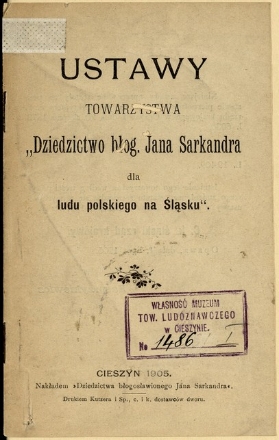 USTAWY
TOWARZYSTWA
„Dziedzictwo błog. Jana Sarkandra
dla
ludu polskiego na Śląsku“.
WŁASNOŚĆ MUZEUM
TOW. LUDOZNAWCZEGO
w CIESZYNIE.
№ 1486 I
CIESZYN 1905.
Nakładem »Dziedzictwa błogosławionego Jana Sarkandra«.
Drukiem Kutzera i Sp., c. i k. dostawców dworu.